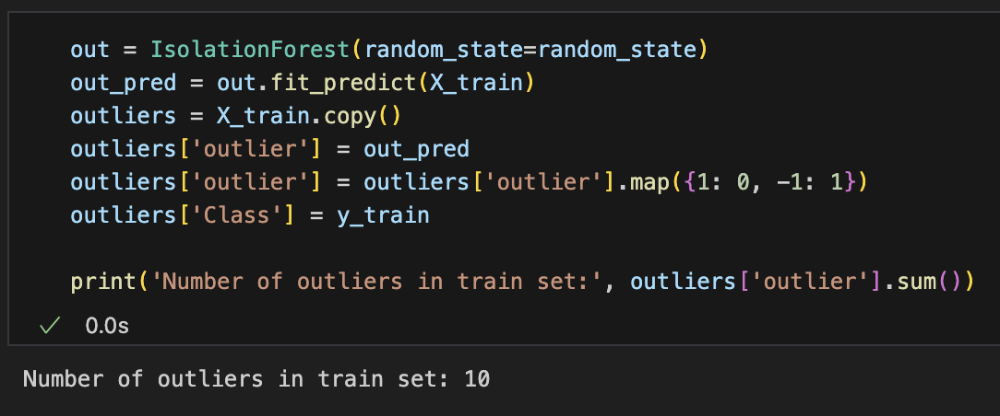 out = IsolationForest(random_state=random_state)
out_pred = out.fit_predict(X_train)
outliers = X_train.copy()
outliers['outlier'] = out_pred
outliers['outlier'] = outliers['outlier'].map({1: 0, -1: 1})
outliers['Class'] = y_train
print('Number of outliers in train set:', outliers['outlier'].sum())
0.0s
Number of outliers in train set: 10